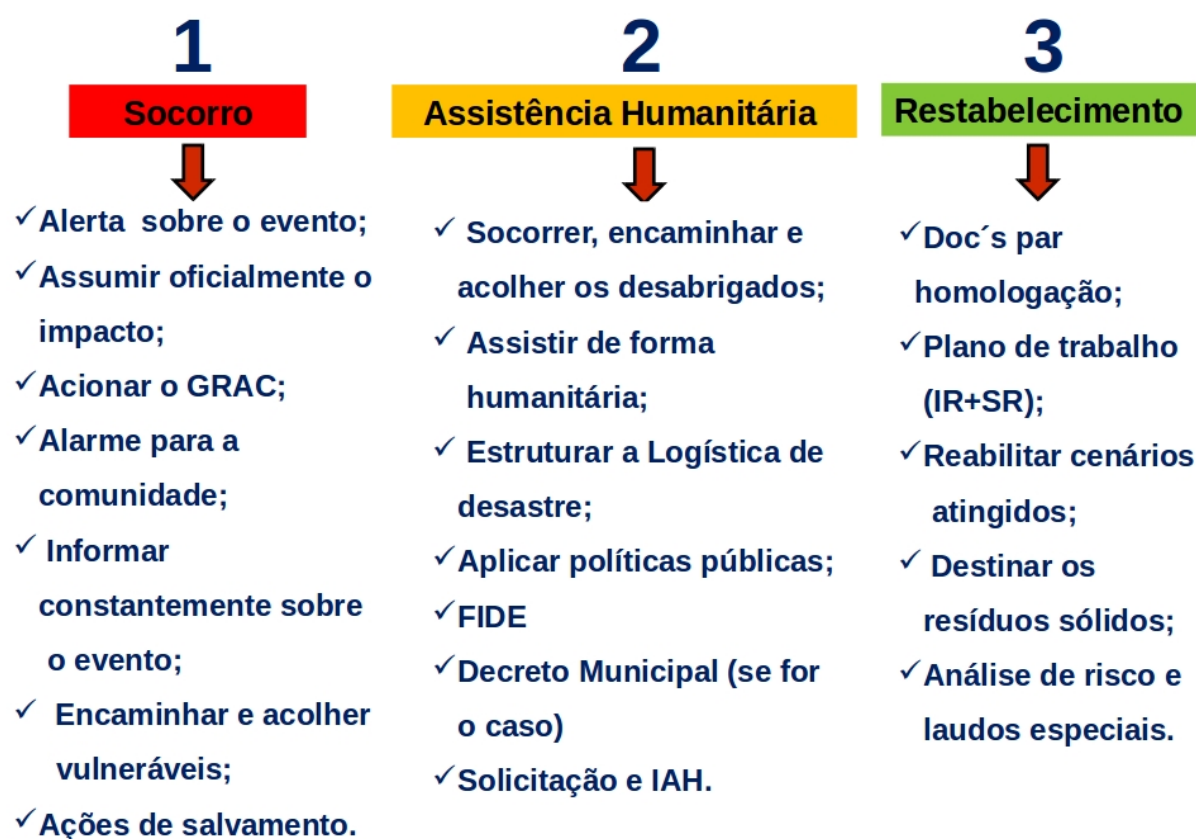 1
Socorro
✓Alerta  sobre o evento;
✓Assumir oficialmente o
impacto;
✓Acionar o GRAC;
✓Alarme para a
comunidade;
✓ Informar
constantemente sobre
o evento;
✓ Encaminhar e acolher
vulneráveis;
✓Ações de salvamento.
2
Assistência Humanitária
✓ Socorrer, encaminhar e
acolher os desabrigados;
✓ Assistir de forma
humanitária;
✓ Estruturar a Logística de
desastre;
✓Aplicar políticas públicas;
✓FIDE
✓Decreto Municipal (se for
o caso)
✓Solicitação e IAH.
3
Restabelecimento
✓Doc´s par
homologação;
✓Plano de trabalho
(IR+SR);
✓Reabilitar cenários
atingidos;
✓ Destinar os
resíduos sólidos;
✓Análise de risco e
laudos especiais.